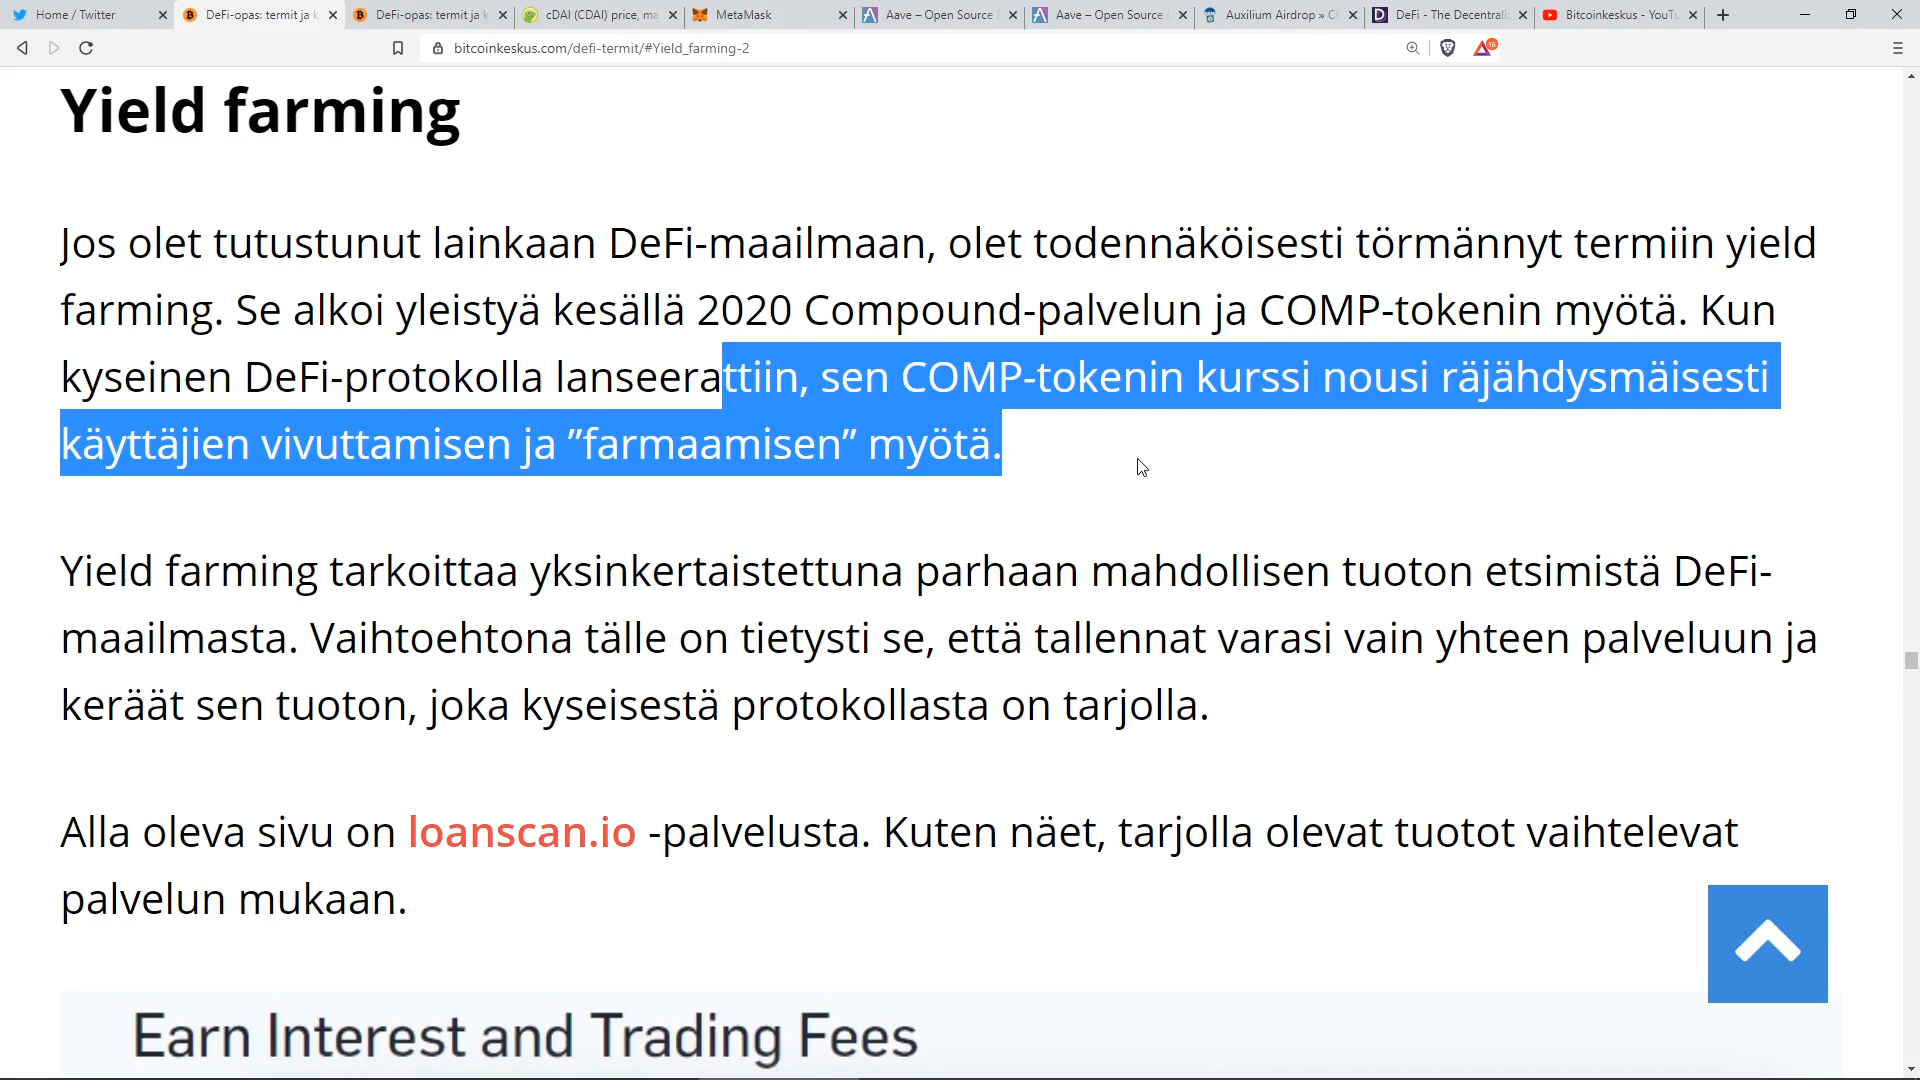 Home / Twitter
DeFi-opas: termit ja k
DeFi-opas: termit ja k
cDAI (CDAI) price, ma
MetaMask
Aave – Open Source
Aave – Open Source
Auxilium Airdrop »
DeFi - The Decentrali
Bitcoinkeskus - YouTu
bitcoinkeskus.com/defi-termit/#Yield_farming-2
16
Yield farming
Jos olet tutustunut lainkaan DeFi-maailmaan, olet todennäköisesti törmännyt termiin yield
farming. Se alkoi yleistyä kesällä 2020 Compound-palvelun ja COMP-tokenin myötä. Kun
kyseinen DeFi-protokolla lanseerattiin, sen COMP-tokenin kurssi nousi räjähdysmäisesti
käyttäjien vivuttamisen ja ”farmaamisen” myötä.
Yield farming tarkoittaa yksinkertaistettuna parhaan mahdollisen tuoton etsimistä DeFi-
maailmasta. Vaihtoehtona tälle on tietysti se, että tallennat varasi vain yhteen palveluun ja
keräät sen tuoton, joka kyseisestä protokollasta on tarjolla.
Alla oleva sivu on loanscan.io -palvelusta. Kuten näet, tarjolla olevat tuotot vaihtelevat
palvelun mukaan.
Earn Interest and Trading Fees